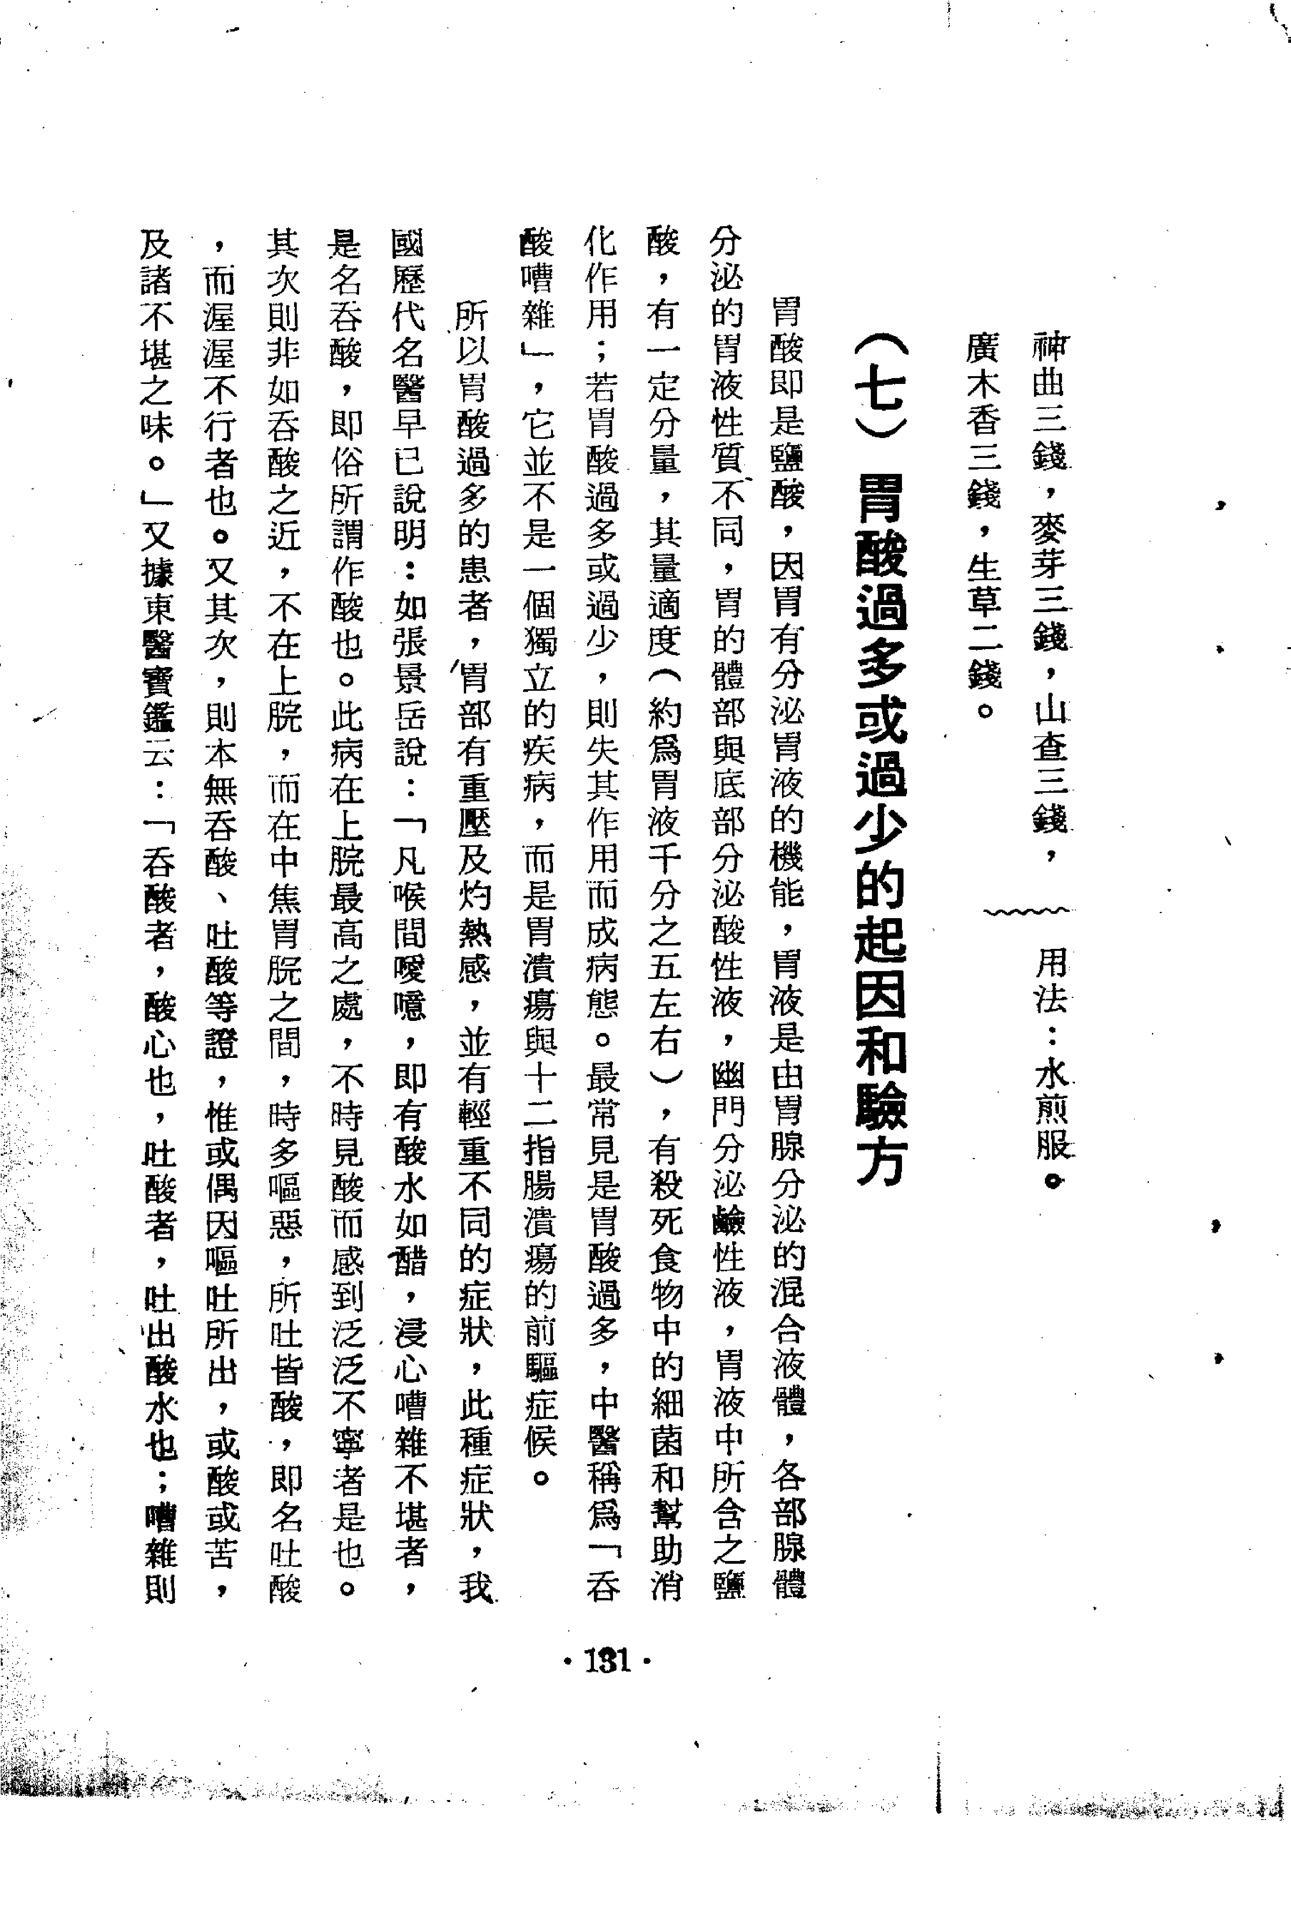 神曲三錢，麥芽三錢，山查三錢，　用法：水煎服。
廣木香三錢，生草二錢。
（七）胃酸過多或過少的起因和驗方
胃酸即是鹽酸，因胃有分泌胃液的機能，胃液是由胃腺分泌的混合液體，各部腺體
分泌的胃液性質不同，胃的體部與底部分泌酸性液，幽門分泌鹼性液，胃液中所含之鹽
酸，有一定分量，其量適度（約爲胃液千分之五左右），有殺死食物中的細菌和幫助消
化作用；若胃酸過多或過少，則失其作用而成病態。最常見是胃酸過多，中醫稱爲「吞
酸嘈雜」，它並不是一個獨立的疾病，而是胃潰瘍與十二指腸潰瘍的前驅症候。
所以胃酸過多的患者，胃部有重壓及灼熱感，並有輕重不同的症狀，此種症狀，我
國歷代名醫早已說明：如張景岳說：「凡喉間噯噫，即有酸水如醋，浸心嘈雜不堪者，
是名吞酸，即俗所謂作酸也。此病在上脘最高之處，不時見酸而感到泛泛不寧者是也。
其次則非如吞酸之近，不在上脘，而在中焦胃脘之間，時多嘔惡，所吐皆酸，即名吐酸
，而渥渥不行者也。又其次，則本無吞酸、吐酸等證，惟或偶因嘔吐所出，或酸或苦，
及諸不堪之味。」又據東醫寶鑑云：「吞酸者，酸心也，吐酸者，吐出酸水也；嘈雜則
·131·